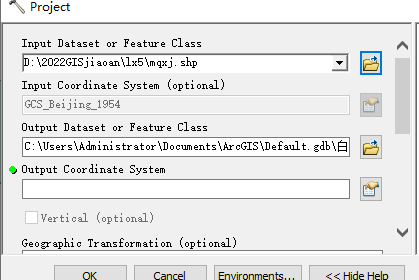 Project
Input Dataset or Feature Class
D:\2022GISjiaoan\lx5\mqxj.shp
Input Coordinate System (optional)
GCS_Beijing_1954
Output Dataset or Feature Class
C:\Users\Administrator\Documents\ArcGIS\Default.gdb\白
Output Coordinate System
Vertical (optional)
Geographic Transformation (optional)
OK
Cancel
Environments...
<< Hide Help